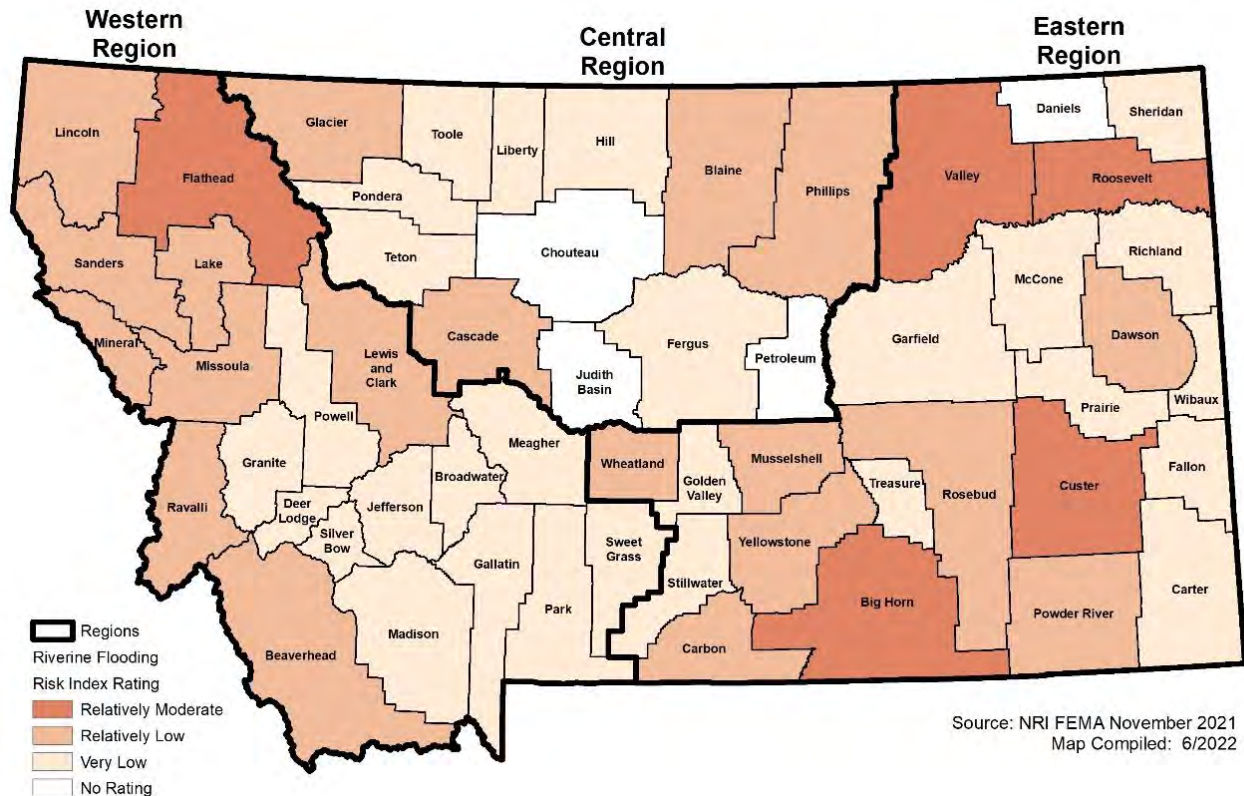 Western
Region
Central
Region
Eastern
Region
Lincoln
Flathead
Glacier
Toole
Liberty
Hill
Blaine
Phillips
Valley
Daniels
Sheridan
Roosevelt
Pondera
Teton
Chouteau
Sanders
Lake
Richland
McCone
Garfield
Dawson
Mineral
Missoula
Lewis
and
Clark
Cascade
Judith
Basin
Fergus
Petroleum
Prairie
Wibaux
Powell
Granite
Meagher
Ravalli
Deer
Lodge
Silver
Bow
Jefferson
Broadwater
Wheatland
Golden
Valley
Musselshell
Treasure
Rosebud
Custer
Fallon
Gallatin
Sweet
Grass
Park
Stillwater
Yellowstone
Big Horn
Carbon
Powder River
Carter
Beaverhead
Madison
Regions
Riverine Flooding
Risk Index Rating
Relatively Moderate
Relatively Low
Very Low
No Rating
Source: NRI FEMA November 2021
Map Compiled: 6/2022